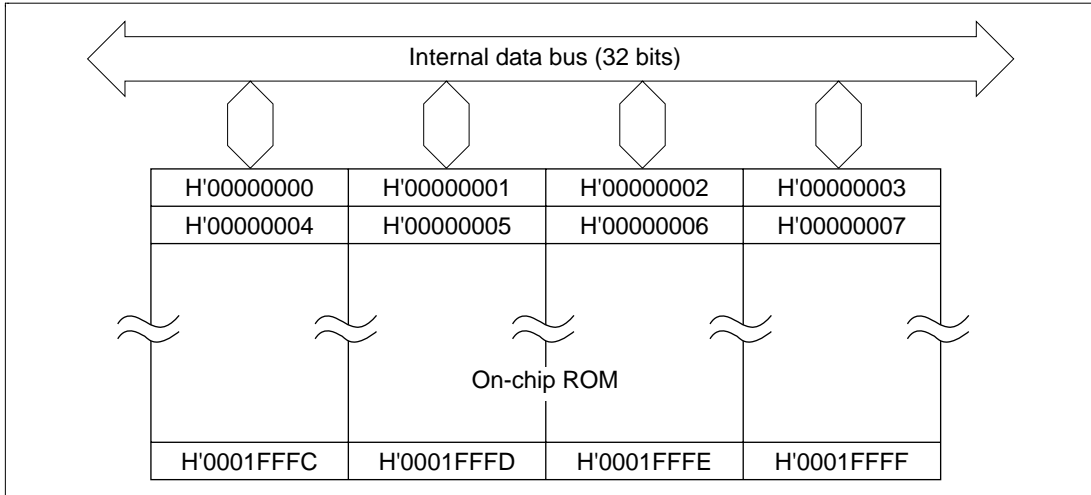 Internal data bus (32 bits)
H'00000000 H'00000001 H'00000002 H'00000003
H'00000004 H'00000005 H'00000006 H'00000007
On-chip ROM
H'0001FFFC H'0001FFFD H'0001FFFE H'0001FFFF